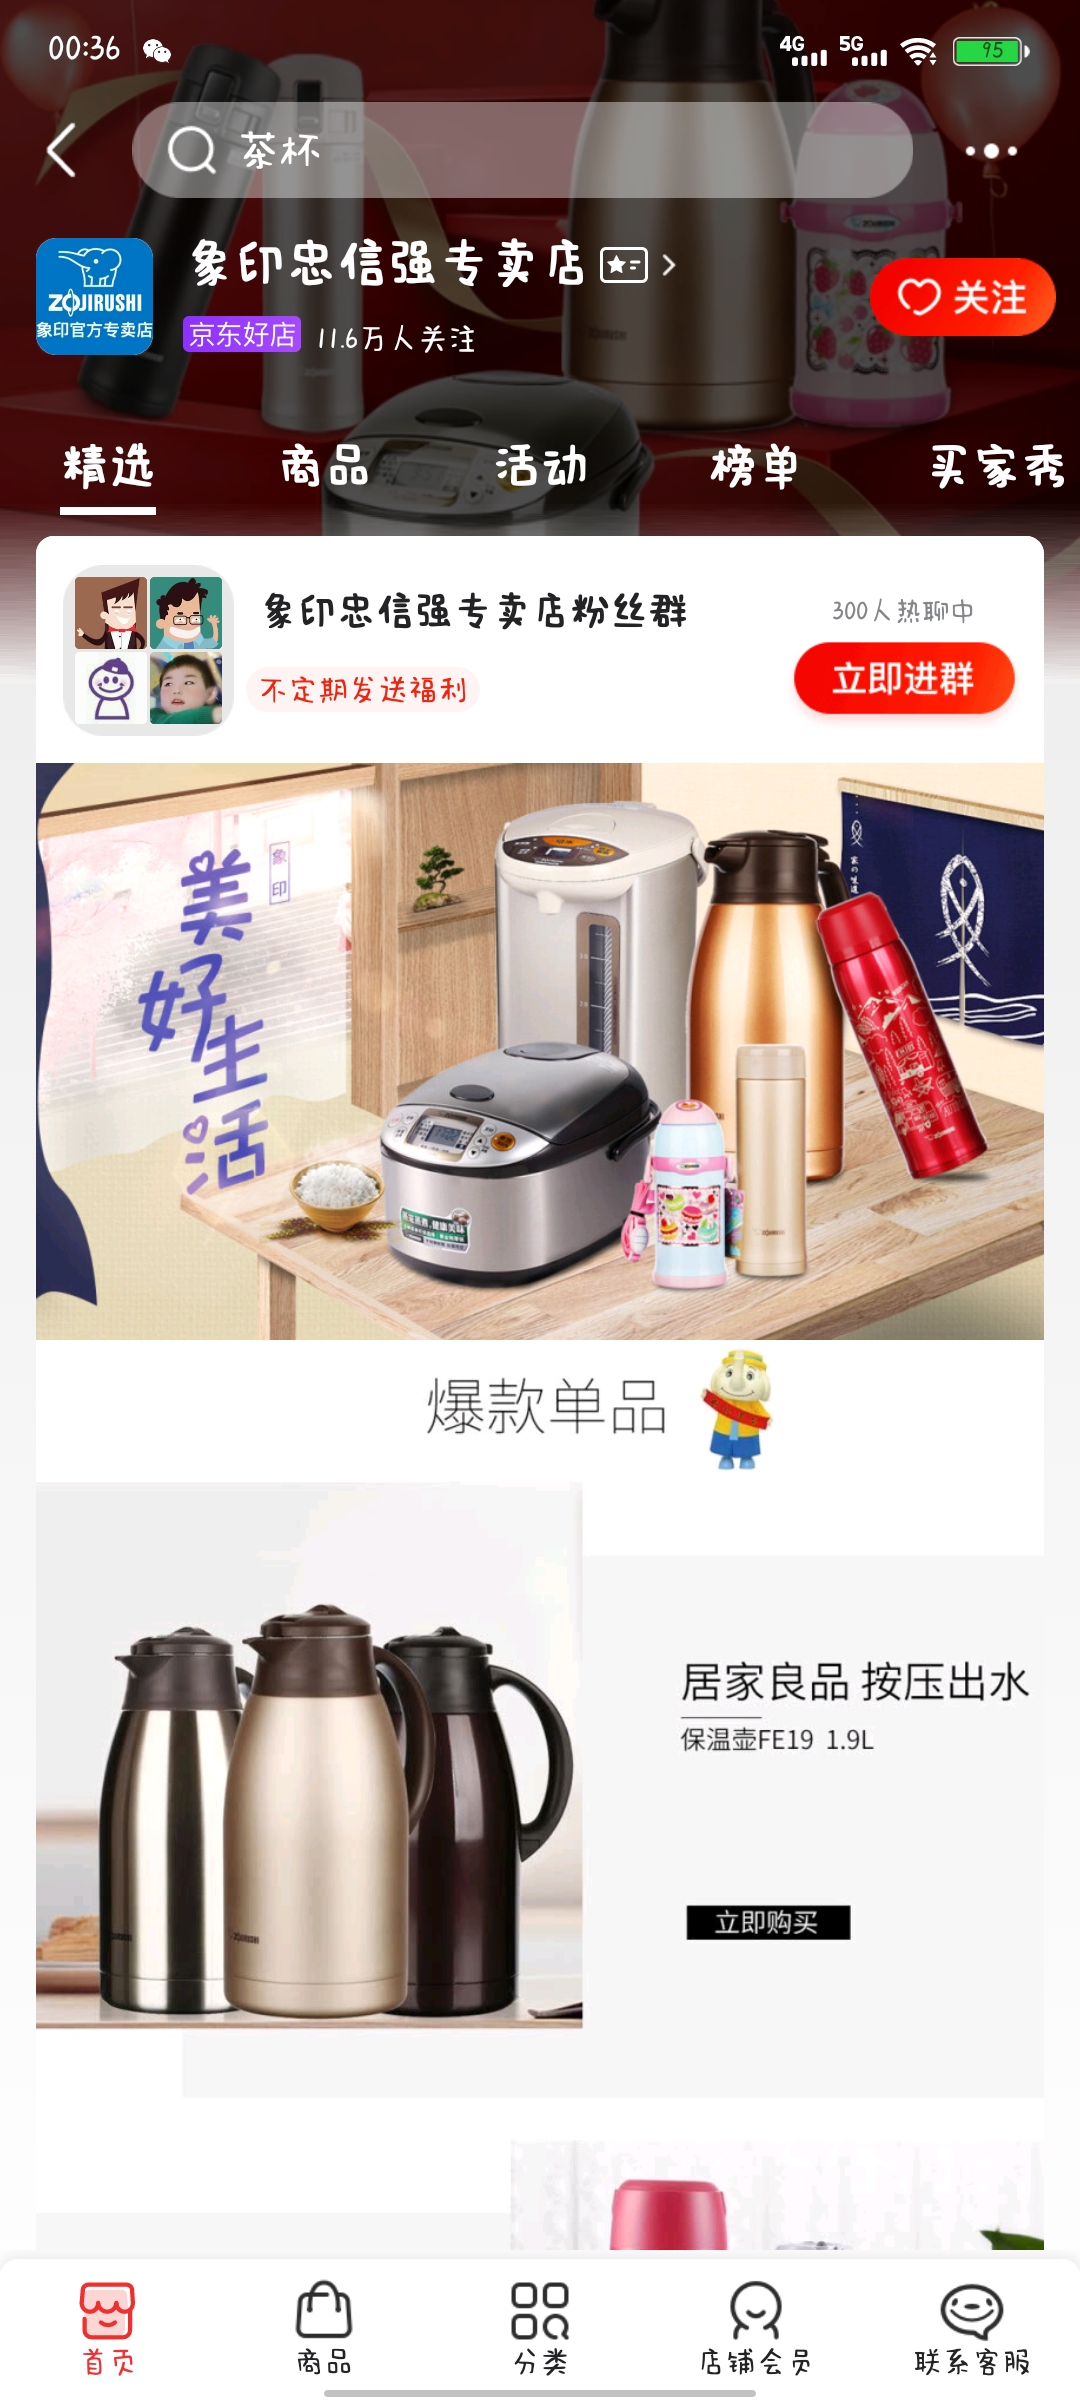 00:36
4G
5G
95
茶杯
ZOJIRUSHI
象印官方专卖店
象印忠信强专卖店
京东好店
11.6万人关注
关注
精选 商品 活动 榜单 买家秀
象印忠信强专卖店粉丝群
300人热聊中
不定期发送福利
立即进群
美好生活
象印
家の味道
ZOJIRUSHI
爆款单品
居家良品 按压出水
保温壶FE19 1.9L
ZOJIRUSHI
立即购买
首页 商品 分类 店铺会员 联系客服